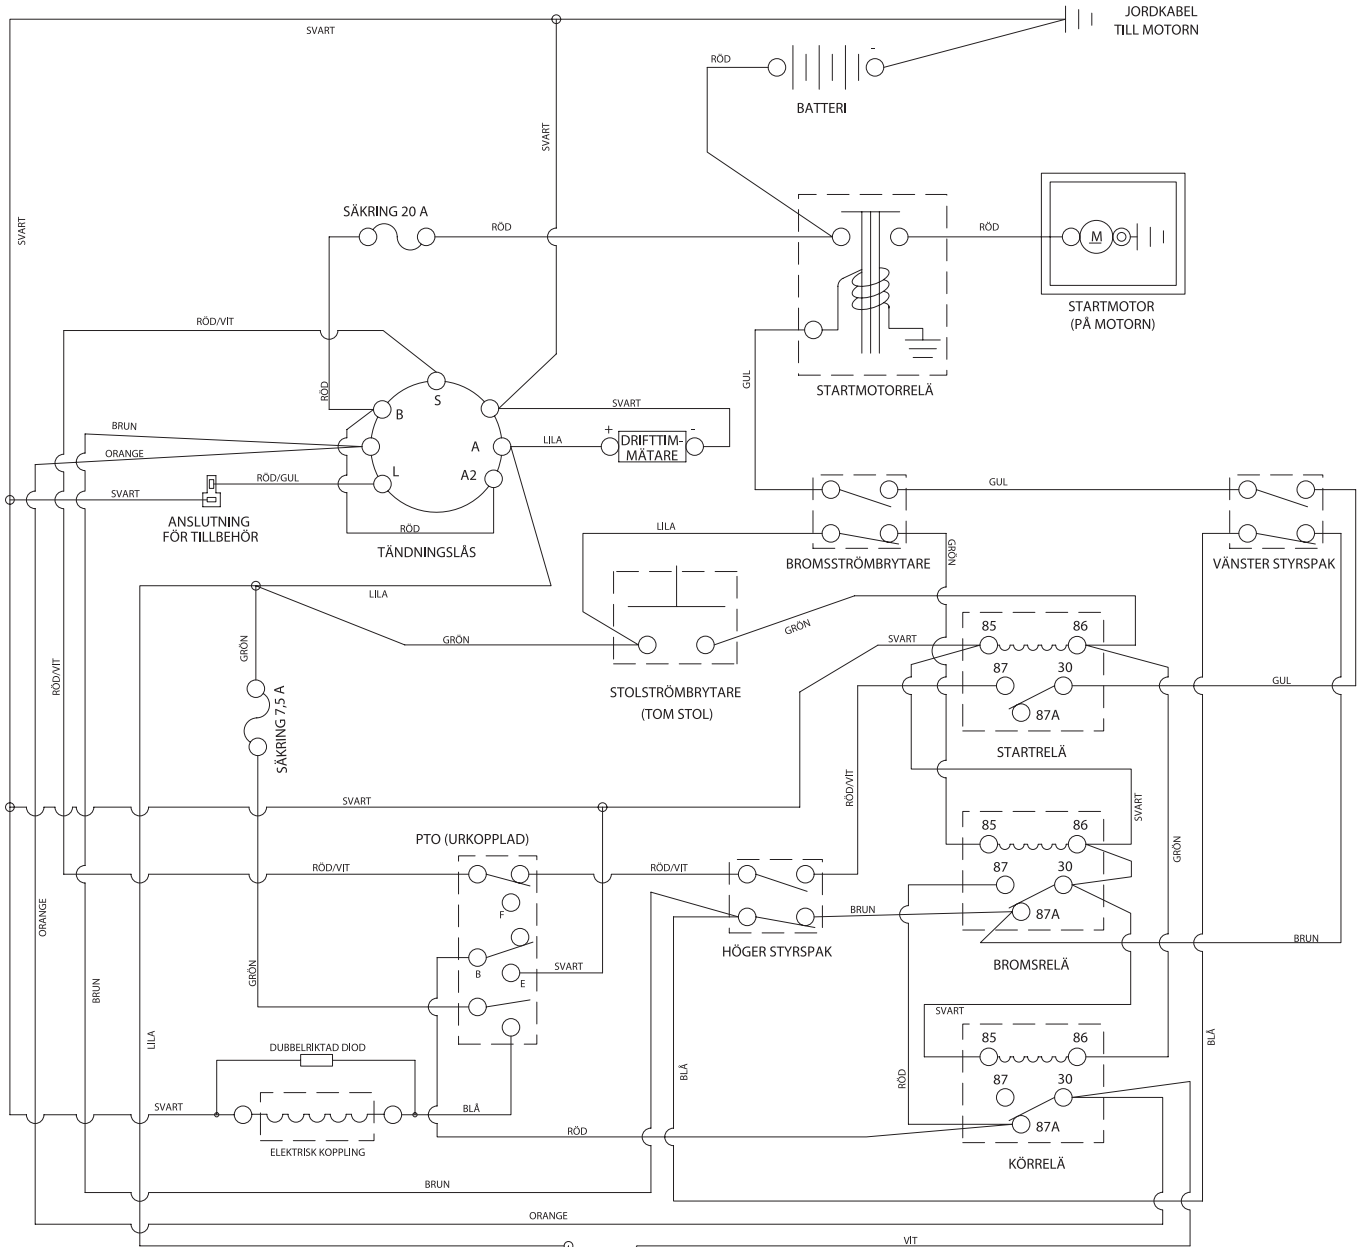 SVART
JORDKABEL
TILL MOTORN
RÖD
-
BATTERI
SVART
SVART
SÄKRING 20 A
RÖD
RÖD
M
STARTMOTOR
(PÅ MOTORN)
RÖD/VIT
STARTMOTORRELÄ
GUL
RÖD
S
B
SVART
BRUN
ORANGE
A
LILA
+
DRIFTTIM-
MÄTARE
-
L
A2
RÖD/GUL
SVART
ANSLUTNING
FÖR TILLBEHÖR
RÖD
TÄNDNINGSLÅS
GUL
LILA
GRÖN
BROMSSTRÖMBRYTARE
VÄNSTER STYRSPAK
LILA
GRÖN
GRÖN
GRÖN
SVART
85
86
87
30
87A
GUL
STARTRELÄ
STOLSTRÖMBRYTARE
(TOM STOL)
RÖD/VIT
SÄKRING 7,5 A
SVART
RÖD/VIT
SVART
GRÖN
PTO (URKOPPLAD)
85
86
87
30
87A
BROMSRELÄ
RÖD/VIT
RÖD/VIT
F
B
E
SVART
BRUN
HÖGER STYRSPAK
BRUN
ORANGE
BRUN
GRÖN
LILA
SVART
85
86
87
30
87A
KÖRRELÄ
BLÅ
BLÅ
RÖD
DUBBELRIKTAD DIOD
SVART
BLÅ
ELEKTRISK KOPPLING
RÖD
BRUN
ORANGE
VIT